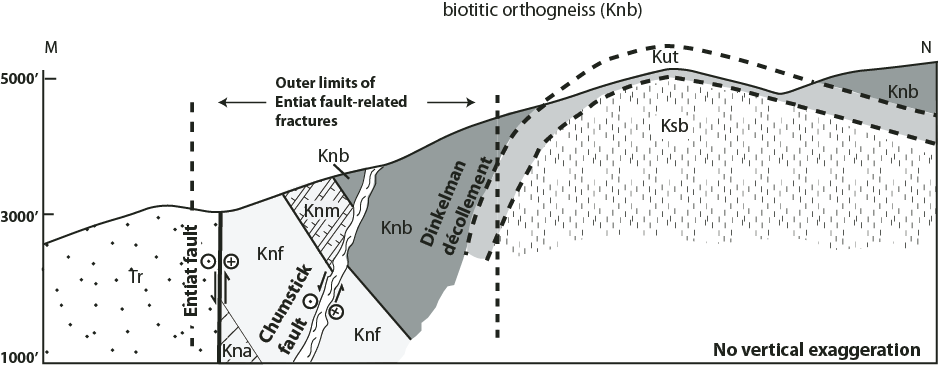 biotitic orthogneiss (Knb)
M
N
5000'
3000'
1000'
Outer limits of
Entiat fault-related
fractures
Kut
Knb
Ksb
Knb
Knm
Knb
Dinkelman
décollement
Knf
Entiat fault
Tr
Chumstick
fault
Knf
Kna
No vertical exaggeration